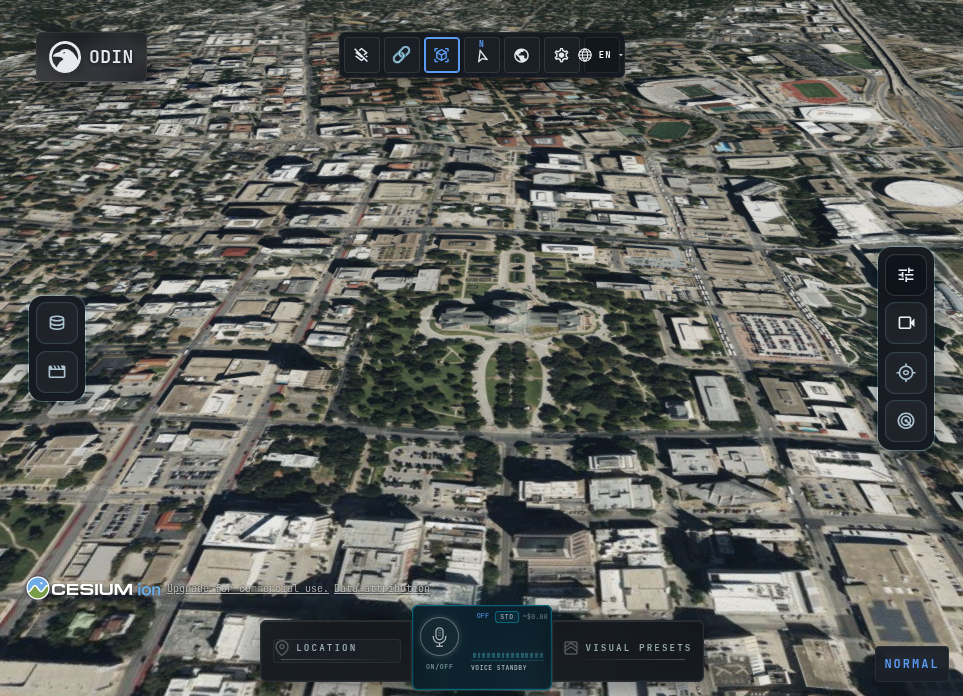 ODIN
N
EN
CESIUM ion Upgrade for commercial use. Data attribution
OFF STD ~$0.00
LOCATION
VISUAL PRESETS
ON/OFF
VOICE STANDBY
NORMAL